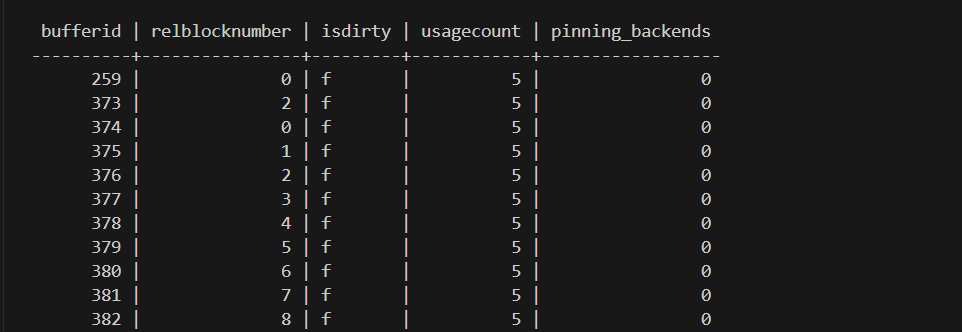 bufferid | relblocknumber | isdirty | usagecount | pinning_backends
----------+----------------+---------+------------+------------------
      259 |              0 | f       |          5 |                0
      373 |              2 | f       |          5 |                0
      374 |              0 | f       |          5 |                0
      375 |              1 | f       |          5 |                0
      376 |              2 | f       |          5 |                0
      377 |              3 | f       |          5 |                0
      378 |              4 | f       |          5 |                0
      379 |              5 | f       |          5 |                0
      380 |              6 | f       |          5 |                0
      381 |              7 | f       |          5 |                0
      382 |              8 | f       |          5 |                0